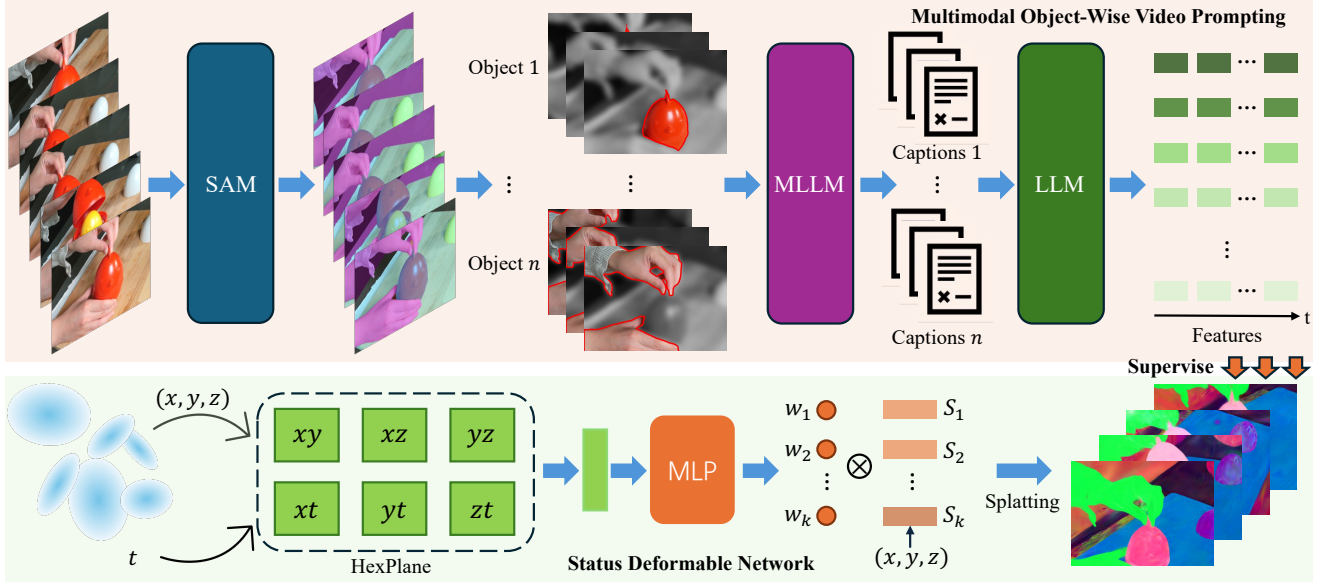 Multimodal Object-Wise Video Prompting
SAM
Object 1
⋮
Object n
⋮
MLLM
Captions 1
⋮
Captions n
LLM
...
...
...
...
⋮
...
t
Features
Supervise
(x, y, z)
t
xy xz yz
xt yt zt
HexPlane
MLP
Status Deformable Network
w₁
w₂
⋮
wₖ
⊗
S₁
S₂
⋮
Sₖ
(x, y, z)
Splatting